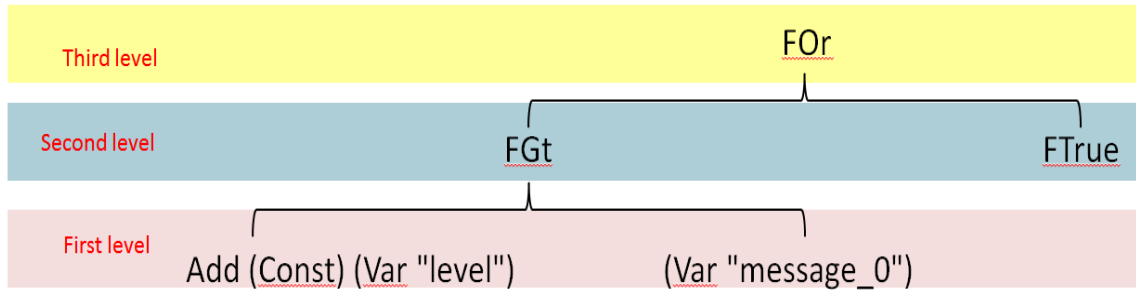 Third level
FOr
Second level
FGt
FTrue
First level
Add (Const) (Var "level")
(Var "message_0")